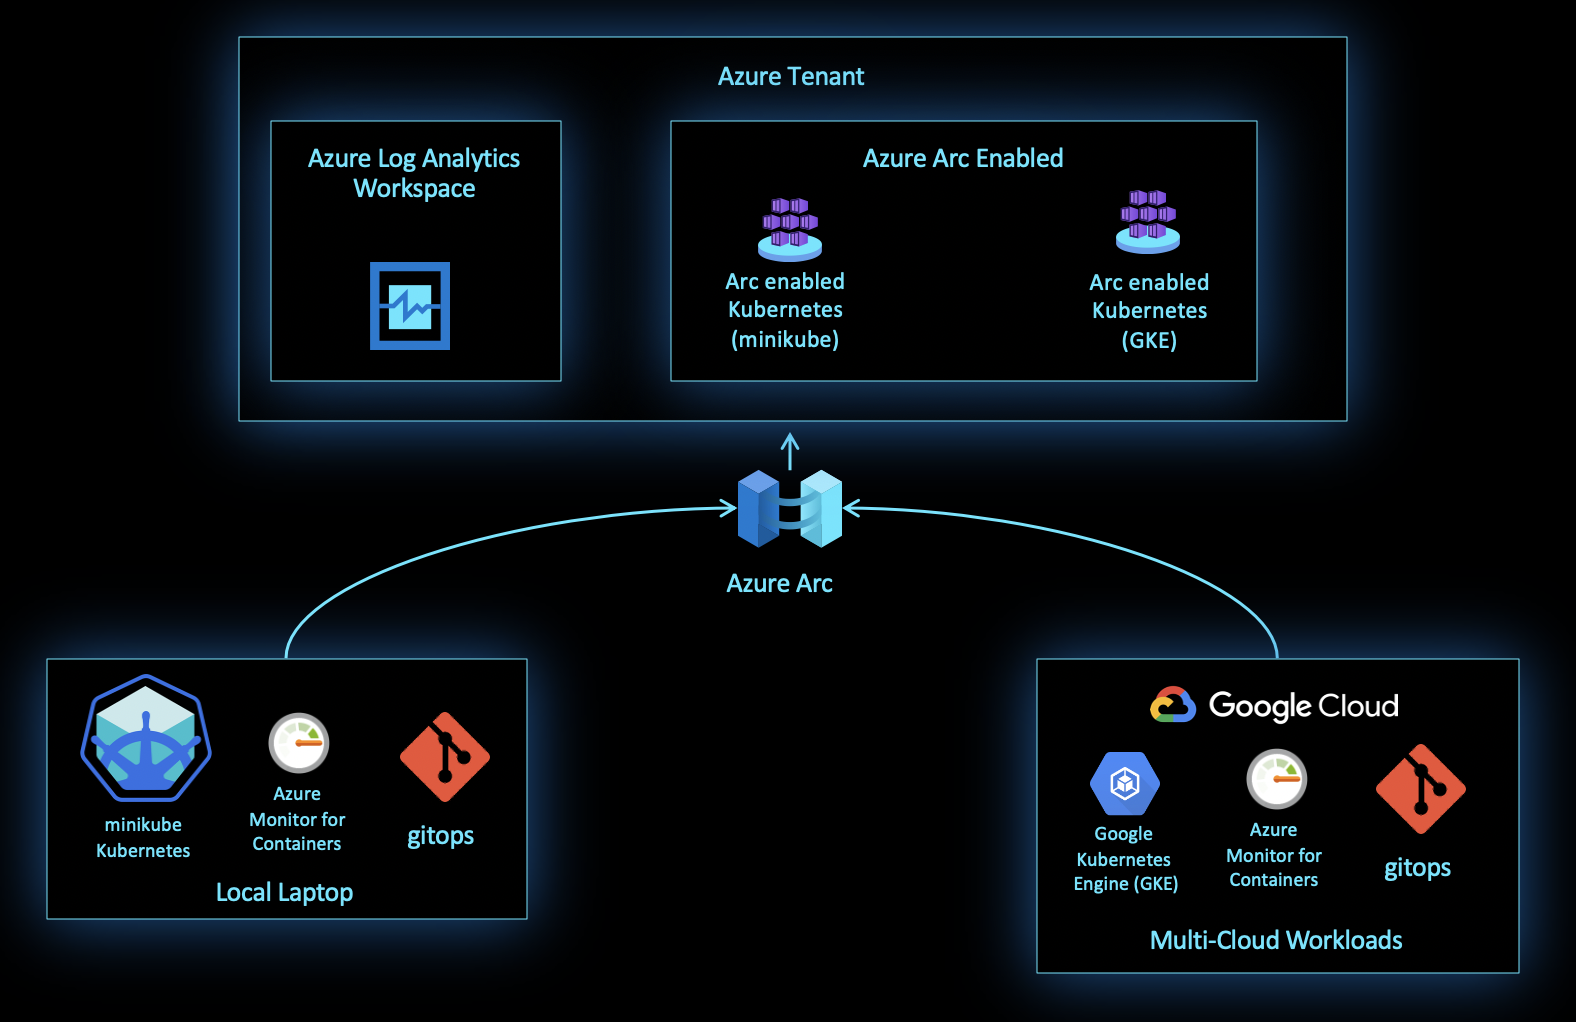 Azure Tenant
Azure Log Analytics
Workspace
Azure Arc Enabled
Arc enabled
Kubernetes
(minikube)
Arc enabled
Kubernetes
(GKE)
Azure Arc
minikube
Kubernetes
Azure
Monitor for
Containers
gitops
Local Laptop
Google Cloud
Google
Kubernetes
Engine (GKE)
Azure
Monitor for
Containers
gitops
Multi-Cloud Workloads